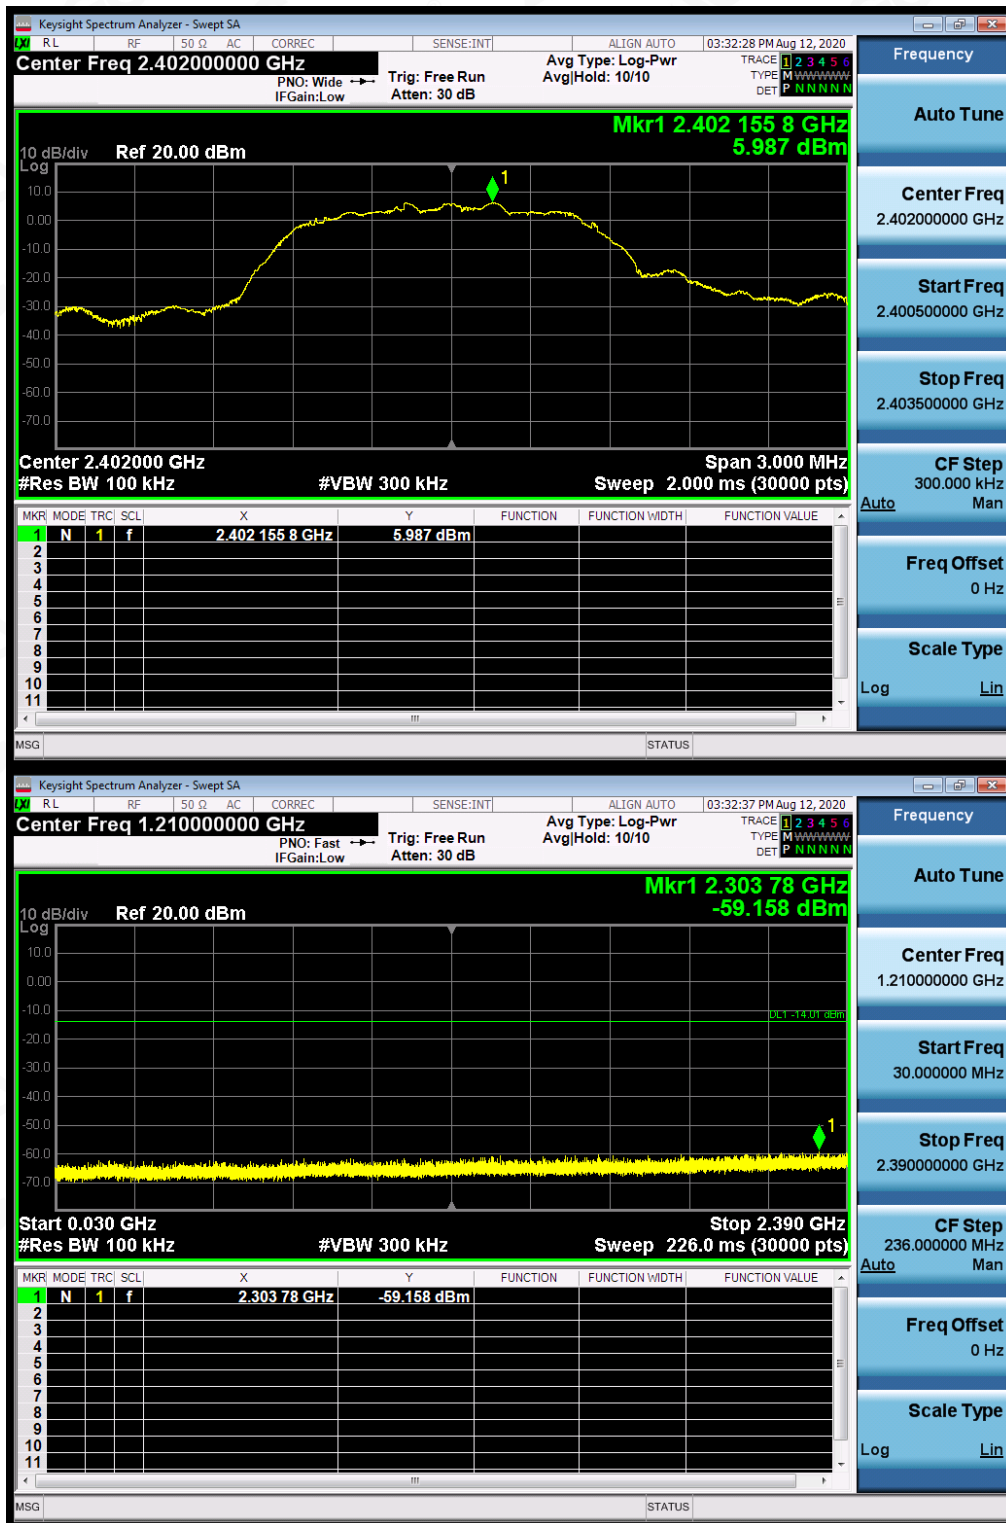 Keysight Spectrum Analyzer - Swept SA
LXI RL RF 50 Ω AC CORREC SENSE:INT ALIGN AUTO 03:32:28 PM Aug 12, 2020
Center Freq 2.402000000 GHz
PNO: Wide
IFGain:Low
Trig: Free Run
Atten: 30 dB
Avg Type: Log-Pwr
Avg|Hold: 10/10
TRACE 1 2 3 4 5 6
TYPE M WWWWW
DET P N N N N N
Mkr1 2.402 155 8 GHz
5.987 dBm
10 dB/div Ref 20.00 dBm
Log
10.0
0.00
-10.0
-20.0
-30.0
-40.0
-50.0
-60.0
-70.0
1
Center 2.402000 GHz Span 3.000 MHz
#Res BW 100 kHz #VBW 300 kHz Sweep 2.000 ms (30000 pts)
MKR MODE TRC SCL X Y FUNCTION FUNCTION WIDTH FUNCTION VALUE
1 N 1 f 2.402 155 8 GHz 5.987 dBm
2
3
4
5
6
7
8
9
10
11
MSG STATUS
Frequency
Auto Tune
Center Freq
2.402000000 GHz
Start Freq
2.400500000 GHz
Stop Freq
2.403500000 GHz
CF Step
300.000 kHz
Auto Man
Freq Offset
0 Hz
Scale Type
Log Lin
Keysight Spectrum Analyzer - Swept SA
LXI RL RF 50 Ω AC CORREC SENSE:INT ALIGN AUTO 03:32:37 PM Aug 12, 2020
Center Freq 1.210000000 GHz
PNO: Fast
IFGain:Low
Trig: Free Run
Atten: 30 dB
Avg Type: Log-Pwr
Avg|Hold: 10/10
TRACE 1 2 3 4 5 6
TYPE M WWWWW
DET P N N N N N
Mkr1 2.303 78 GHz
-59.158 dBm
10 dB/div Ref 20.00 dBm
Log
10.0
0.00
-10.0
-20.0
-30.0
-40.0
-50.0
-60.0
-70.0
DL1 -14.01 dBm
1
Start 0.030 GHz Stop 2.390 GHz
#Res BW 100 kHz #VBW 300 kHz Sweep 226.0 ms (30000 pts)
MKR MODE TRC SCL X Y FUNCTION FUNCTION WIDTH FUNCTION VALUE
1 N 1 f 2.303 78 GHz -59.158 dBm
2
3
4
5
6
7
8
9
10
11
MSG STATUS
Frequency
Auto Tune
Center Freq
1.210000000 GHz
Start Freq
30.000000 MHz
Stop Freq
2.390000000 GHz
CF Step
236.000000 MHz
Auto Man
Freq Offset
0 Hz
Scale Type
Log Lin